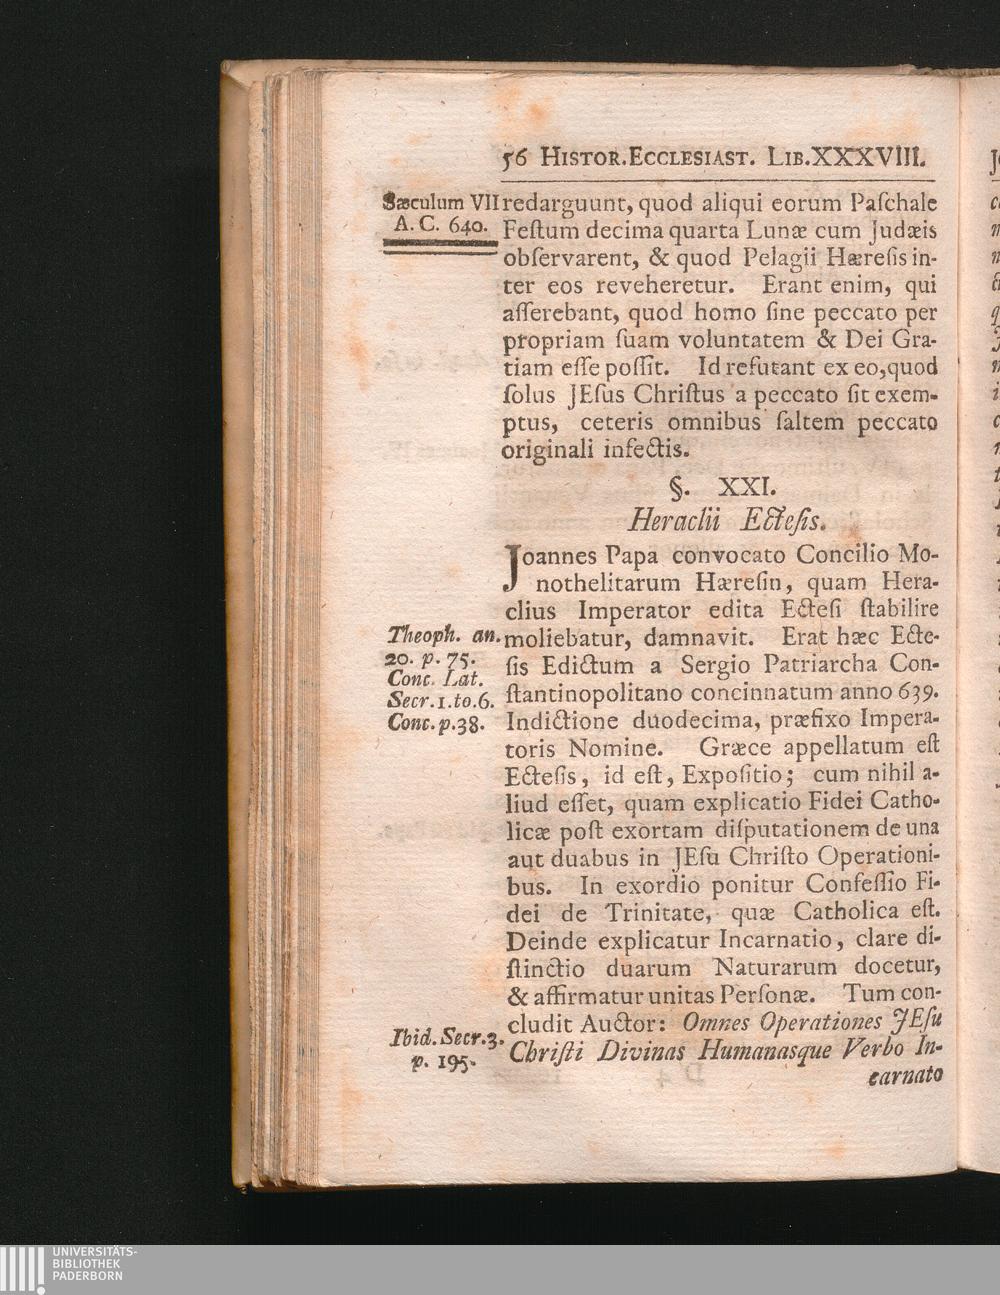 56 HISTOR.ECCLESIAST. LIB.XXXVIII.
Sæculum VII
A. C. 640.
redarguunt, quod aliqui eorum Paſchale
Feſtum decima quarta Lunæ cum Judæis
obſervarent, & quod Pelagii Hæreſis in-
ter eos reveheretur. Erant enim, qui
aſſerebant, quod homo ſine peccato per
propriam ſuam voluntatem & Dei Gra-
tiam eſſe poſſit. Id refutant ex eo,quod
ſolus JEſus Chriſtus a peccato ſit exem-
ptus, ceteris omnibus ſaltem peccato
originali infectis.
§. XXI.
Heraclii Ecteſis.
Joannes Papa convocato Concilio Mo-
nothelitarum Hæreſin, quam Hera-
clius Imperator edita Ecteſi ſtabilire
moliebatur, damnavit. Erat hæc Ecte-
ſis Edictum a Sergio Patriarcha Con-
ſtantinopolitano concinnatum anno 639.
Indictione duodecima, præfixo Impera-
toris Nomine. Græce appellatum eſt
Ecteſis, id eſt, Expoſitio; cum nihil a-
liud eſſet, quam explicatio Fidei Catho-
licæ poſt exortam diſputationem de una
aut duabus in JEſu Chriſto Operationi-
bus. In exordio ponitur Confeſſio Fi-
dei de Trinitate, quæ Catholica eſt.
Deinde explicatur Incarnatio, clare di-
ſtinctio duarum Naturarum docetur,
& affirmatur unitas Perſonæ. Tum con-
cludit Auctor: Omnes Operationes JEſu
Chriſti Divinas Humanasque Verbo In-
carnato
Theoph. an.
20. p. 75.
Conc. Lat.
Secr.1.to.6.
Conc.p.38.
Ibid.Secr.3.
p. 195.
UNIVERSITÄTS-
BIBLIOTHEK
PADERBORN